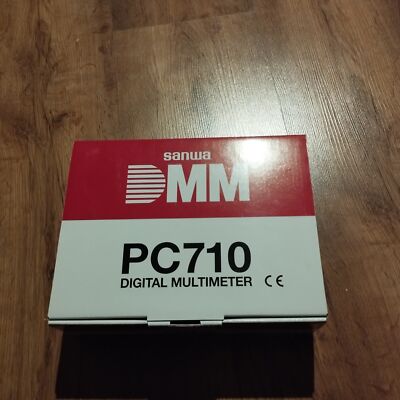 sanwa
DMM
PC710
DIGITAL MULTIMETER CE